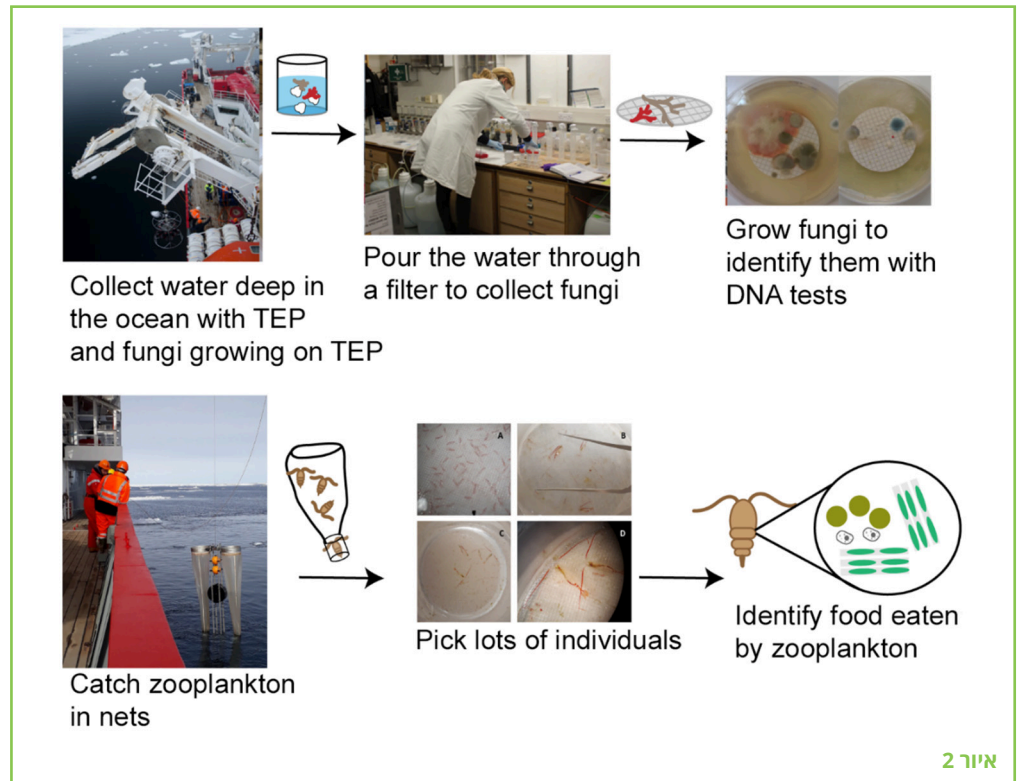 Collect water deep in
the ocean with TEP
and fungi growing on TEP
Pour the water through
a filter to collect fungi
Grow fungi to
identify them with
DNA tests
Catch zooplankton
in nets
A
B
C
D
Pick lots of individuals
Identify food eaten
by zooplankton
איור 2